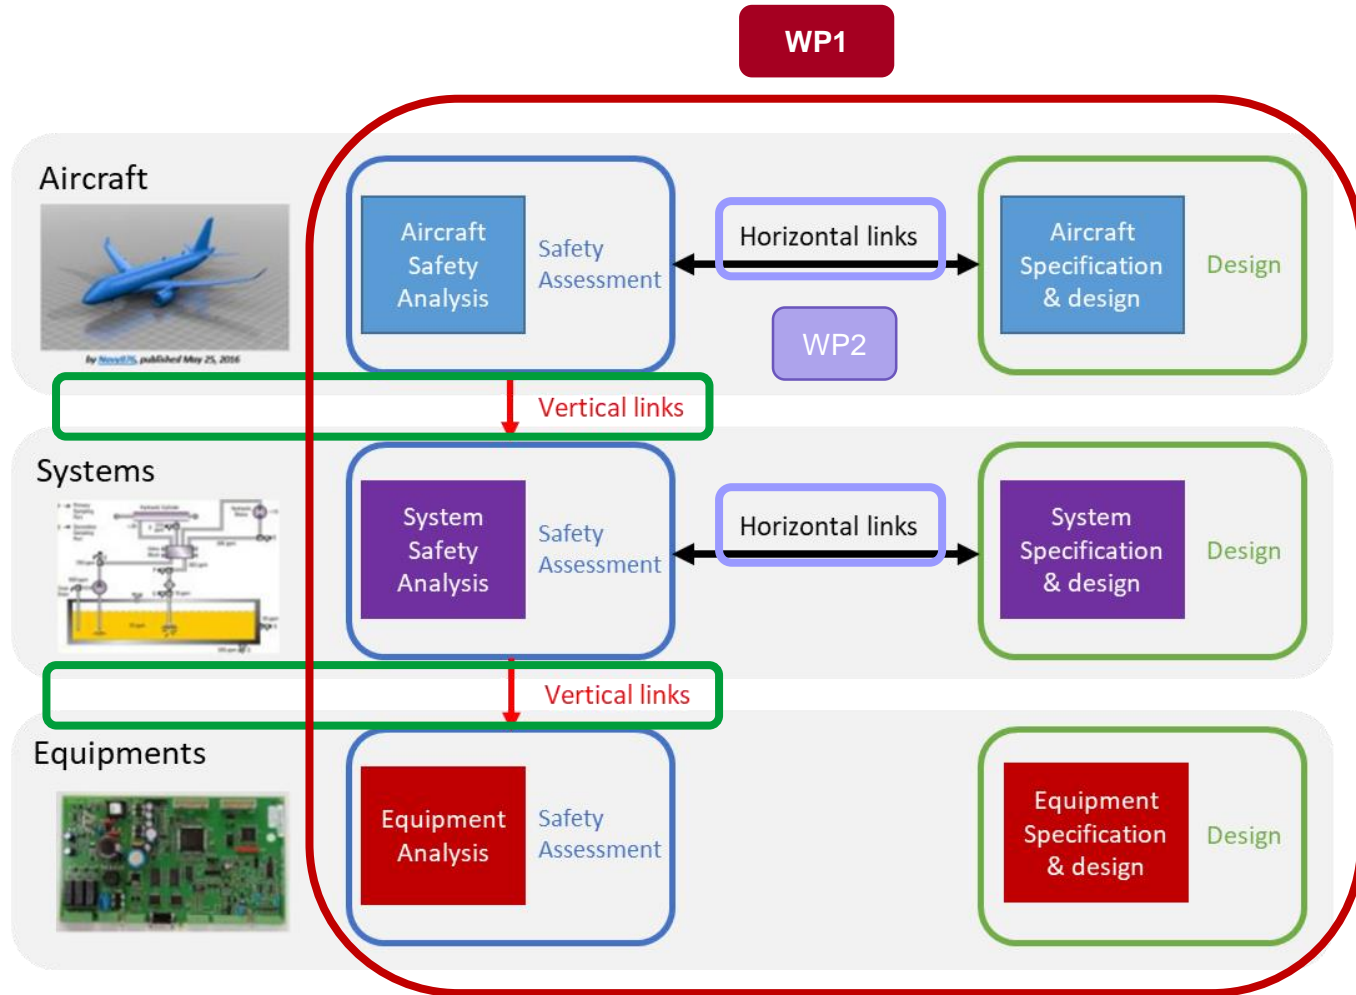 WP1
Aircraft
by Novyi876, published May 25, 2016
Aircraft
Safety
Analysis
Safety
Assessment
Horizontal links
WP2
Aircraft
Specification
& design
Design
Vertical links
Systems
System
Safety
Analysis
Safety
Assessment
Horizontal links
System
Specification
& design
Design
Vertical links
Equipments
Equipment
Analysis
Safety
Assessment
Equipment
Specification
& design
Design